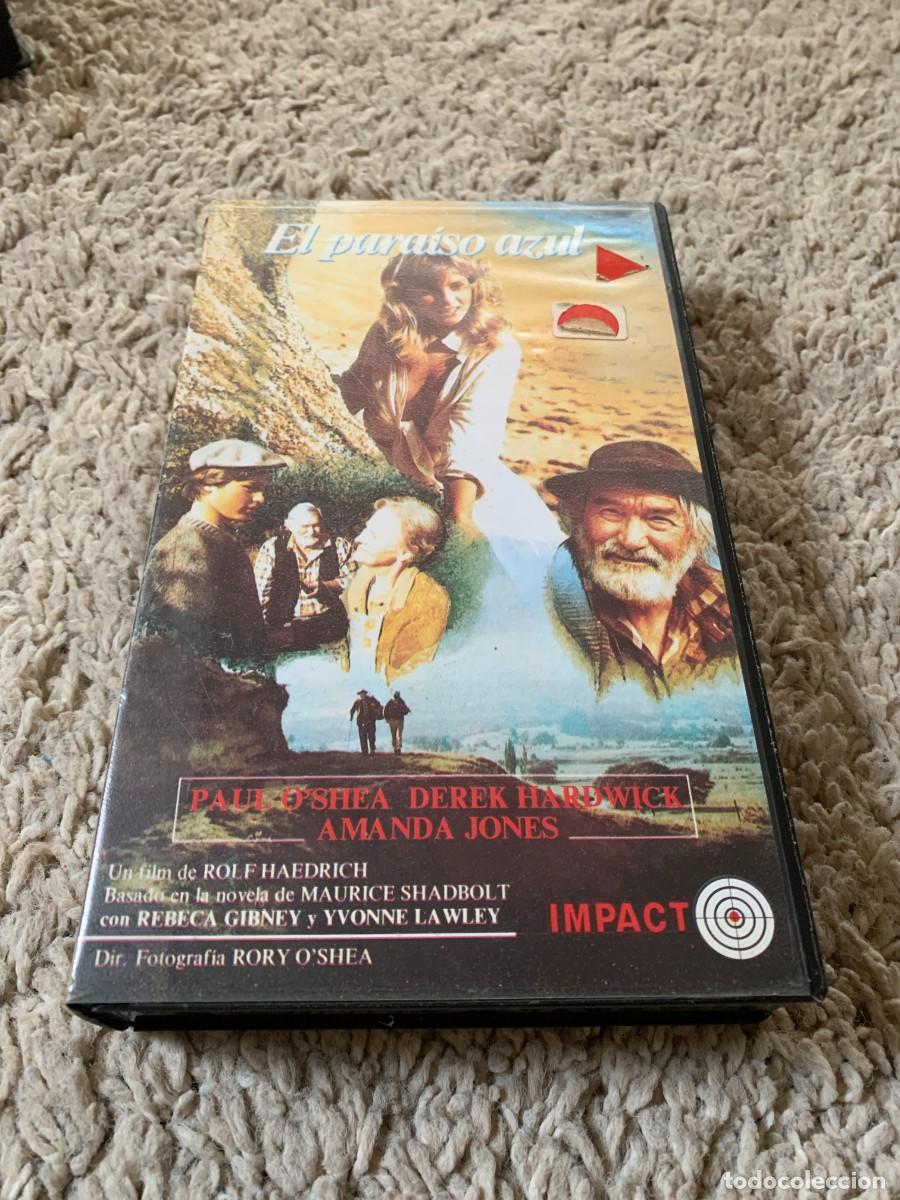 El paraíso azul
PAUL O'SHEA DEREK HARDWICK
AMANDA JONES
Un film de ROLF HAEDRICH
Basado en la novela de MAURICE SHADBOLT
con REBECA GIBNEY y YVONNE LAWLEY
IMPACT
Dir. Fotografía RORY O'SHEA
todocoleccion